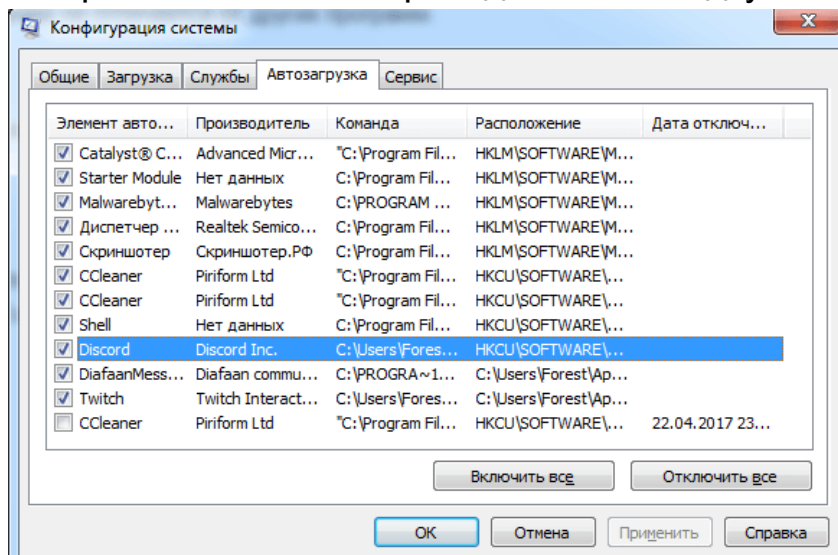 Конфигурация системы
Общие Загрузка Службы Автозагрузка Сервис
Элемент авто... Производитель Команда Расположение Дата отключ...
Catalyst® C... Advanced Micr... "C:\Program Fil... HKLM\SOFTWARE\M...
Starter Module Нет данных C:\Program Fil... HKLM\SOFTWARE\M...
Malwarebyt... Malwarebytes C:\PROGRAM ... HKLM\SOFTWARE\M...
Диспетчер ... Realtek Semico... C:\Program Fil... HKLM\SOFTWARE\M...
Скриншотер Скриншотер.РФ C:\Program Fil... HKLM\SOFTWARE\M...
CCleaner Piriform Ltd "C:\Program Fil... HKCU\SOFTWARE\...
CCleaner Piriform Ltd "C:\Program Fil... HKCU\SOFTWARE\...
Shell Нет данных C:\Program Fil... HKCU\SOFTWARE\...
Discord Discord Inc. C:\Users\Fores... HKCU\SOFTWARE\...
DiafaanMess... Diafaan commu... C:\PROGRA~1... C:\Users\Forest\Ap...
Twitch Twitch Interact... C:\Users\Fores... C:\Users\Forest\Ap...
CCleaner Piriform Ltd "C:\Program Fil... HKCU\SOFTWARE\... 22.04.2017 23...
Включить все Отключить все
ОК Отмена Применить Справка